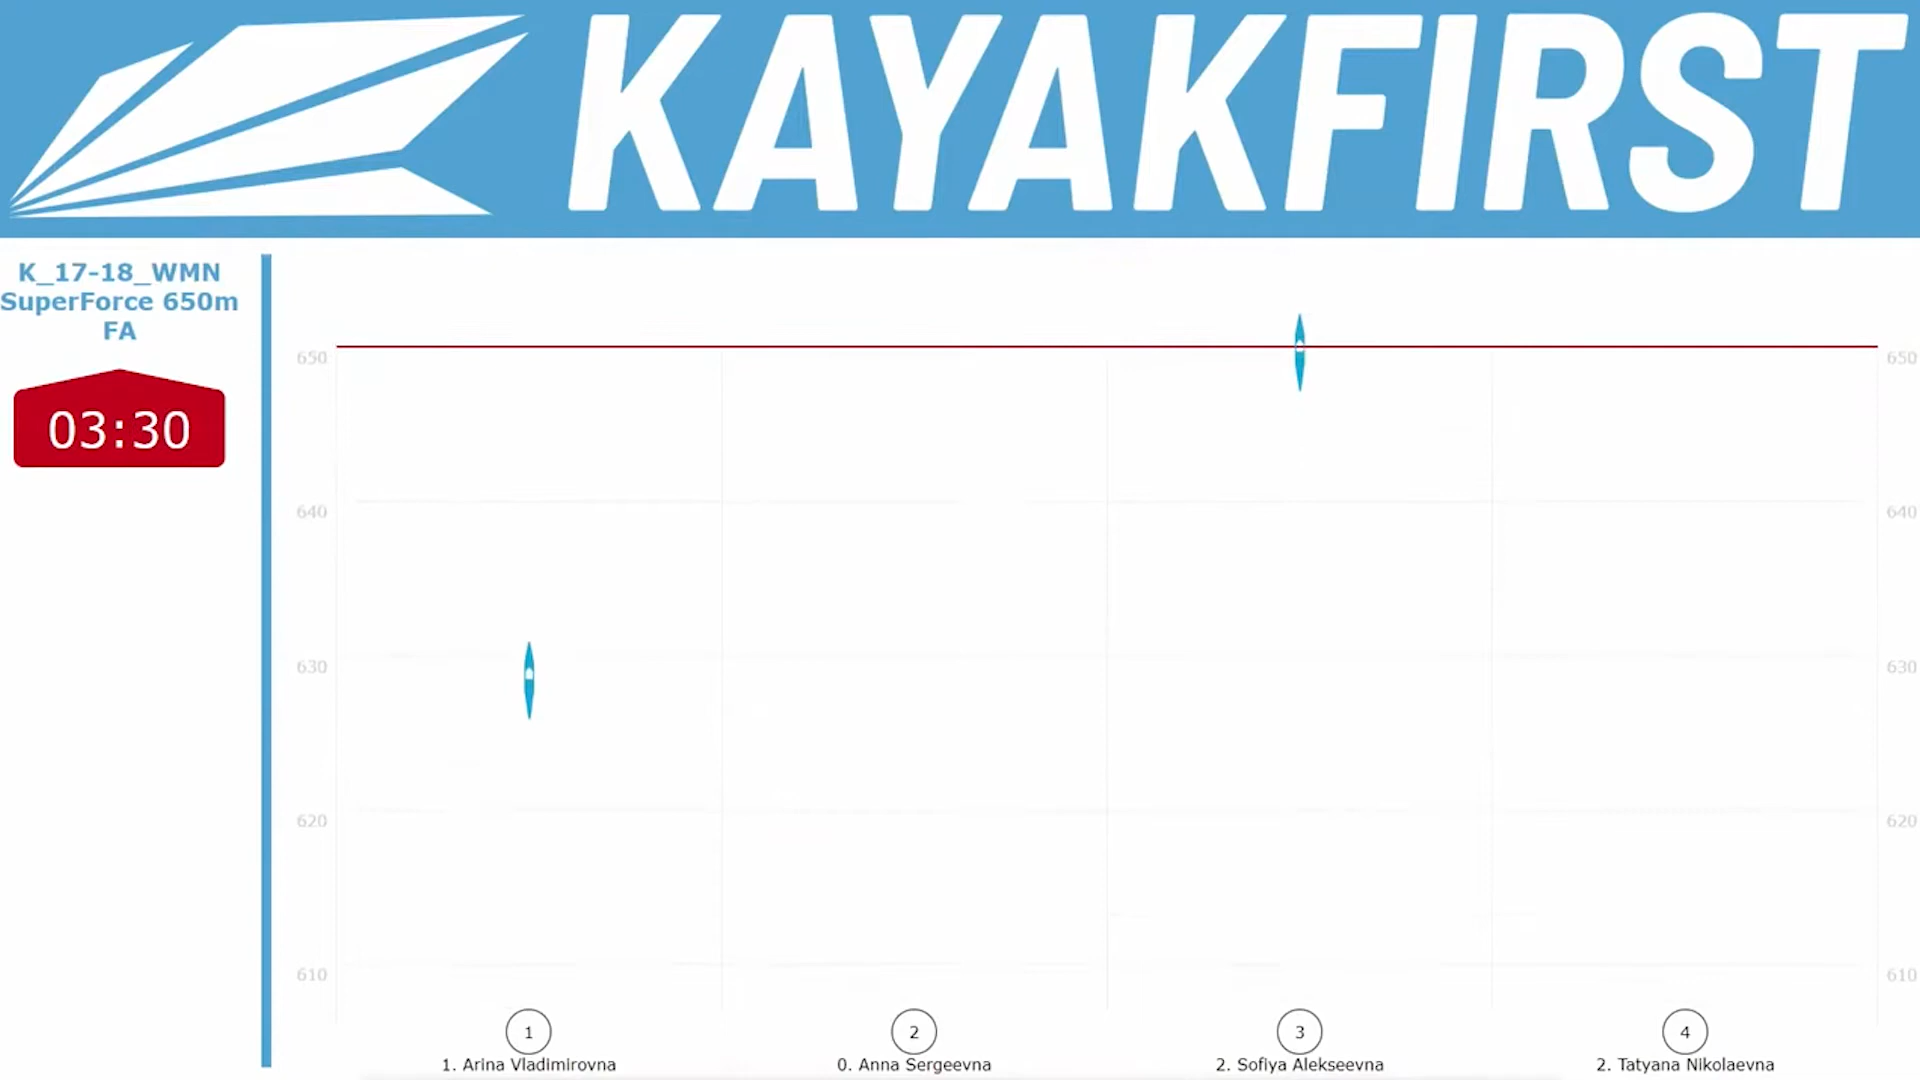 KAYAKFIRST
K_17-18_WMN
SuperForce 650m
FA
03:30
650 650
640 640
630 630
620 620
610 610
1 2 3 4
1. Arina Vladimirovna 0. Anna Sergeevna 2. Sofiya Alekseevna 2. Tatyana Nikolaevna